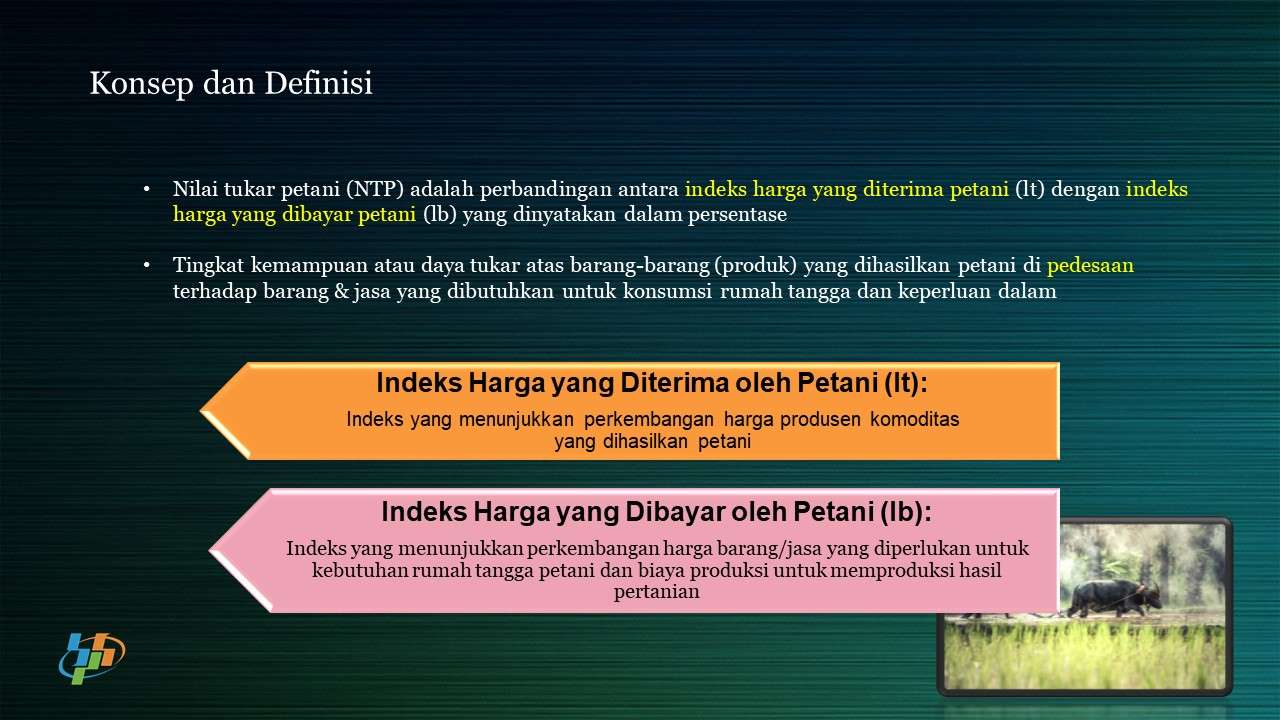 Konsep dan Definisi
• Nilai tukar petani (NTP) adalah perbandingan antara indeks harga yang diterima petani (lt) dengan indeks
harga yang dibayar petani (lb) yang dinyatakan dalam persentase
• Tingkat kemampuan atau daya tukar atas barang-barang (produk) yang dihasilkan petani di pedesaan
terhadap barang & jasa yang dibutuhkan untuk konsumsi rumah tangga dan keperluan dalam
Indeks Harga yang Diterima oleh Petani (It):
Indeks yang menunjukkan perkembangan harga produsen komoditas
yang dihasilkan petani
Indeks Harga yang Dibayar oleh Petani (Ib):
Indeks yang menunjukkan perkembangan harga barang/jasa yang diperlukan untuk
kebutuhan rumah tangga petani dan biaya produksi untuk memproduksi hasil
pertanian